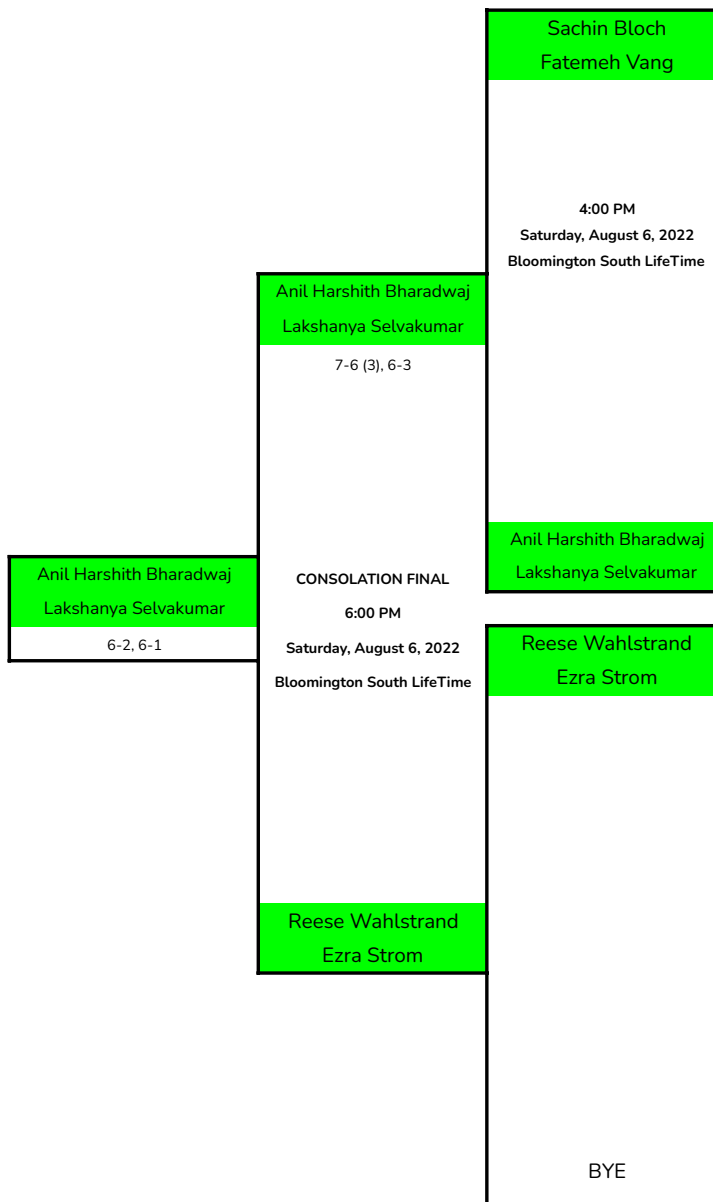 Sachin Bloch
Fatemeh Vang
4:00 PM
Saturday, August 6, 2022
Bloomington South LifeTime
Anil Harshith Bharadwaj
Lakshanya Selvakumar
7-6 (3), 6-3
Anil Harshith Bharadwaj
Lakshanya Selvakumar
Anil Harshith Bharadwaj
Lakshanya Selvakumar
6-2, 6-1
CONSOLATION FINAL
6:00 PM
Saturday, August 6, 2022
Bloomington South LifeTime
Reese Wahlstrand
Ezra Strom
Reese Wahlstrand
Ezra Strom
BYE